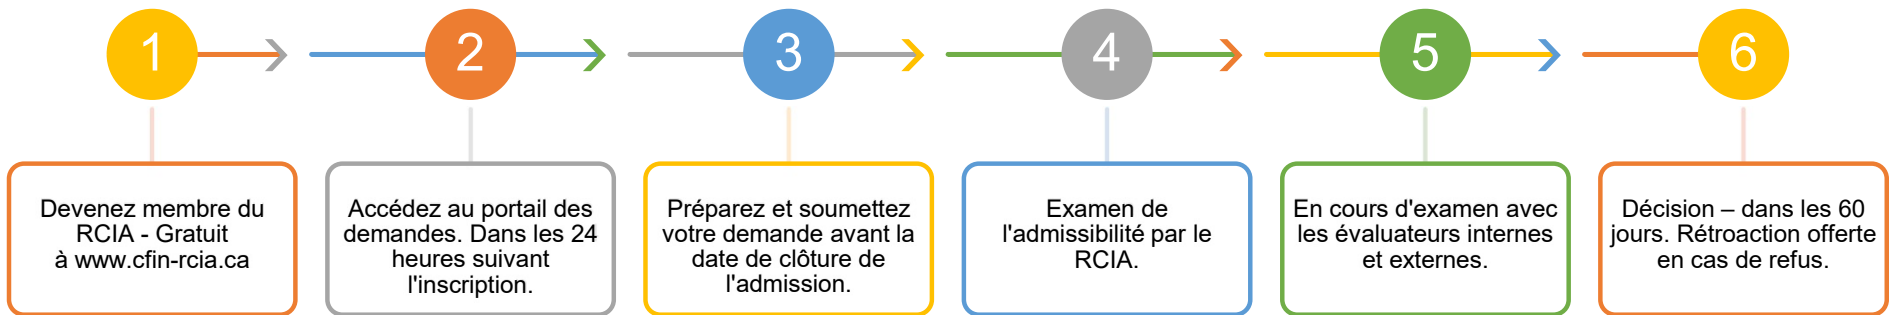 1
2
3
4
5
6
Devenez membre du
RCIA - Gratuit
à www.cfin-rcia.ca
Accédez au portail des
demandes. Dans les 24
heures suivant
l'inscription.
Préparez et soumettez
votre demande avant la
date de clôture de
l'admission.
Examen de
l'admissibilité par le
RCIA.
En cours d'examen avec
les évaluateurs internes
et externes.
Décision – dans les 60
jours. Rétroaction offerte
en cas de refus.